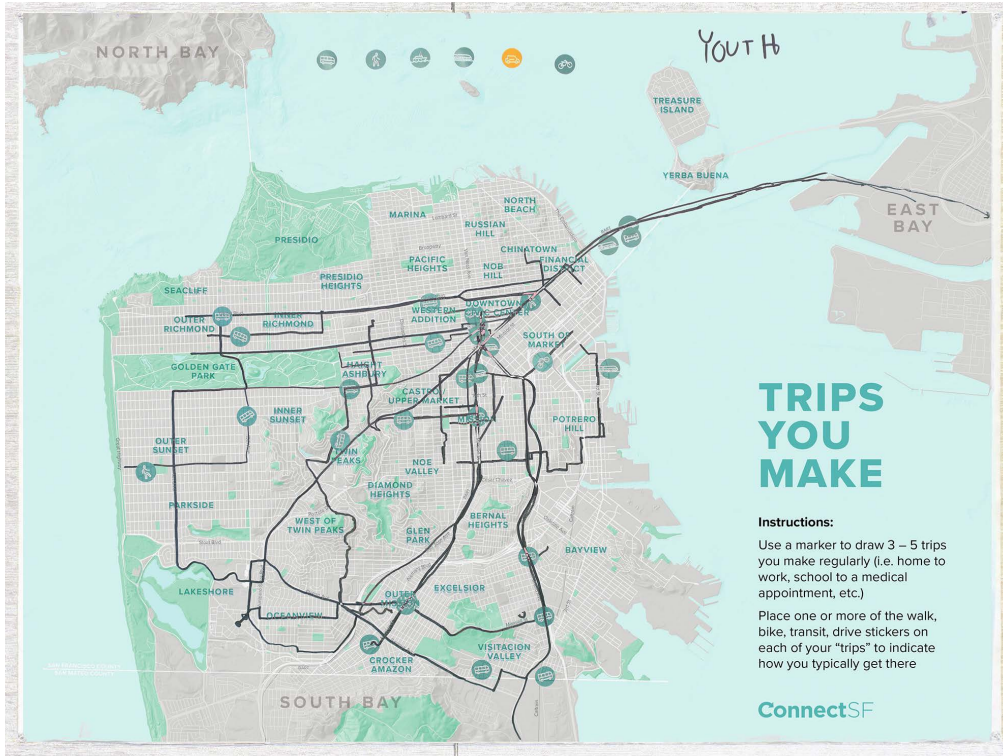 NORTH BAY
YOUTH
TREASURE
ISLAND
YERBA BUENA
EAST
BAY
NORTH
BEACH
MARINA
RUSSIAN
HILL
PRESIDIO
CHINATOWN
PACIFIC
HEIGHTS
NOB
HILL
FINANCIAL
DISTRICT
PRESIDIO
HEIGHTS
SEACLIFF
DOWNTOWN
CIVIC CENTER
WESTERN
ADDITION
OUTER
RICHMOND
INNER
RICHMOND
SOUTH OF
MARKET
GOLDEN GATE
PARK
HAIGHT
ASHBURY
CASTRO/
UPPER MARKET
INNER
SUNSET
MISSION
POTRERO
HILL
OUTER
SUNSET
TWIN
PEAKS
NOE
VALLEY
DIAMOND
HEIGHTS
PARKSIDE
WEST OF
TWIN PEAKS
BERNAL
HEIGHTS
GLEN
PARK
BAYVIEW
LAKESHORE
EXCELSIOR
OUTER
MISSION
OCEANVIEW
VISITACION
VALLEY
CROCKER
AMAZON
SOUTH BAY
TRIPS
YOU
MAKE
Instructions:
Use a marker to draw 3 – 5 trips
you make regularly (i.e. home to
work, school to a medical
appointment, etc.)
Place one or more of the walk,
bike, transit, drive stickers on
each of your “trips” to indicate
how you typically get there
ConnectSF